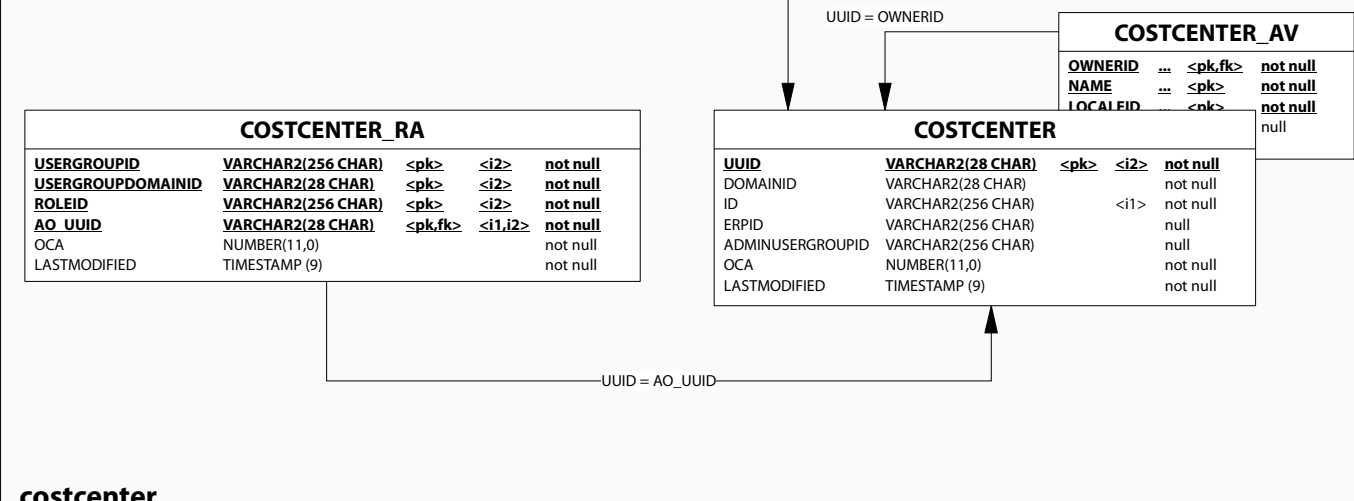 UUID = OWNERID
COSTCENTER_AV
OWNERID ... <pk,fk> not null
NAME ... <pk> not null
LOCALEID ... <pk> not null
null
COSTCENTER_RA
USERGROUPID VARCHAR2(256 CHAR) <pk> <i2> not null
USERGROUPDOMAINID VARCHAR2(28 CHAR) <pk> <i2> not null
ROLEID VARCHAR2(256 CHAR) <pk> <i2> not null
AO_UUID VARCHAR2(28 CHAR) <pk,fk> <i1,i2> not null
OCA NUMBER(11,0) not null
LASTMODIFIED TIMESTAMP (9) not null
COSTCENTER
UUID VARCHAR2(28 CHAR) <pk> <i2> not null
DOMAINID VARCHAR2(28 CHAR) not null
ID VARCHAR2(256 CHAR) <i1> not null
ERPID VARCHAR2(256 CHAR) null
ADMINUSERGROUPID VARCHAR2(256 CHAR) null
OCA NUMBER(11,0) not null
LASTMODIFIED TIMESTAMP (9) not null
UUID = AO_UUID
costcenter